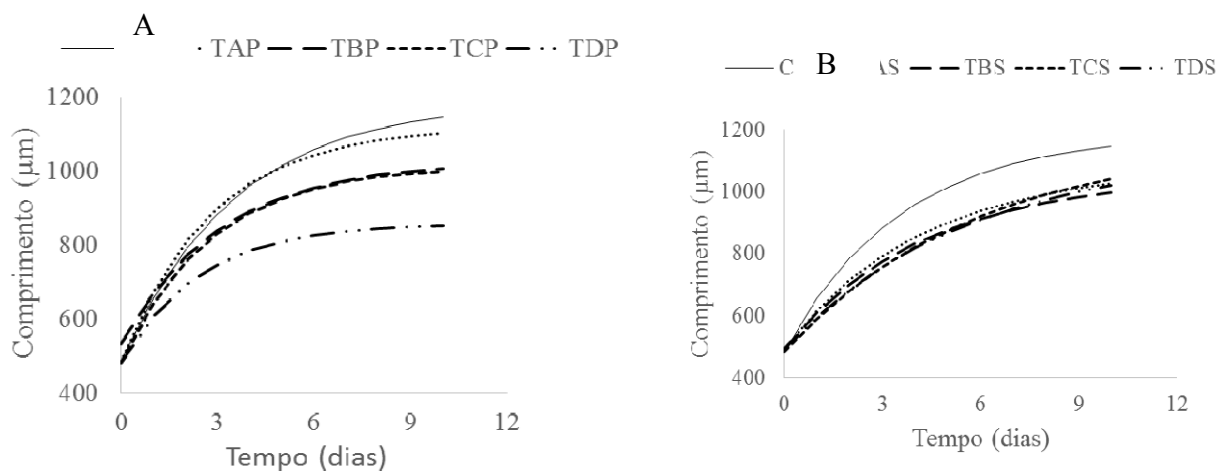 A
TAP TBP TCP TDP
1200
1000
800
600
400
0 3 6 9 12
Comprimento (µm)
Tempo (dias)
B
C AS TBS TCS TDS
1200
1000
800
600
400
0 3 6 9 12
Comprimento (µm)
Tempo (dias)